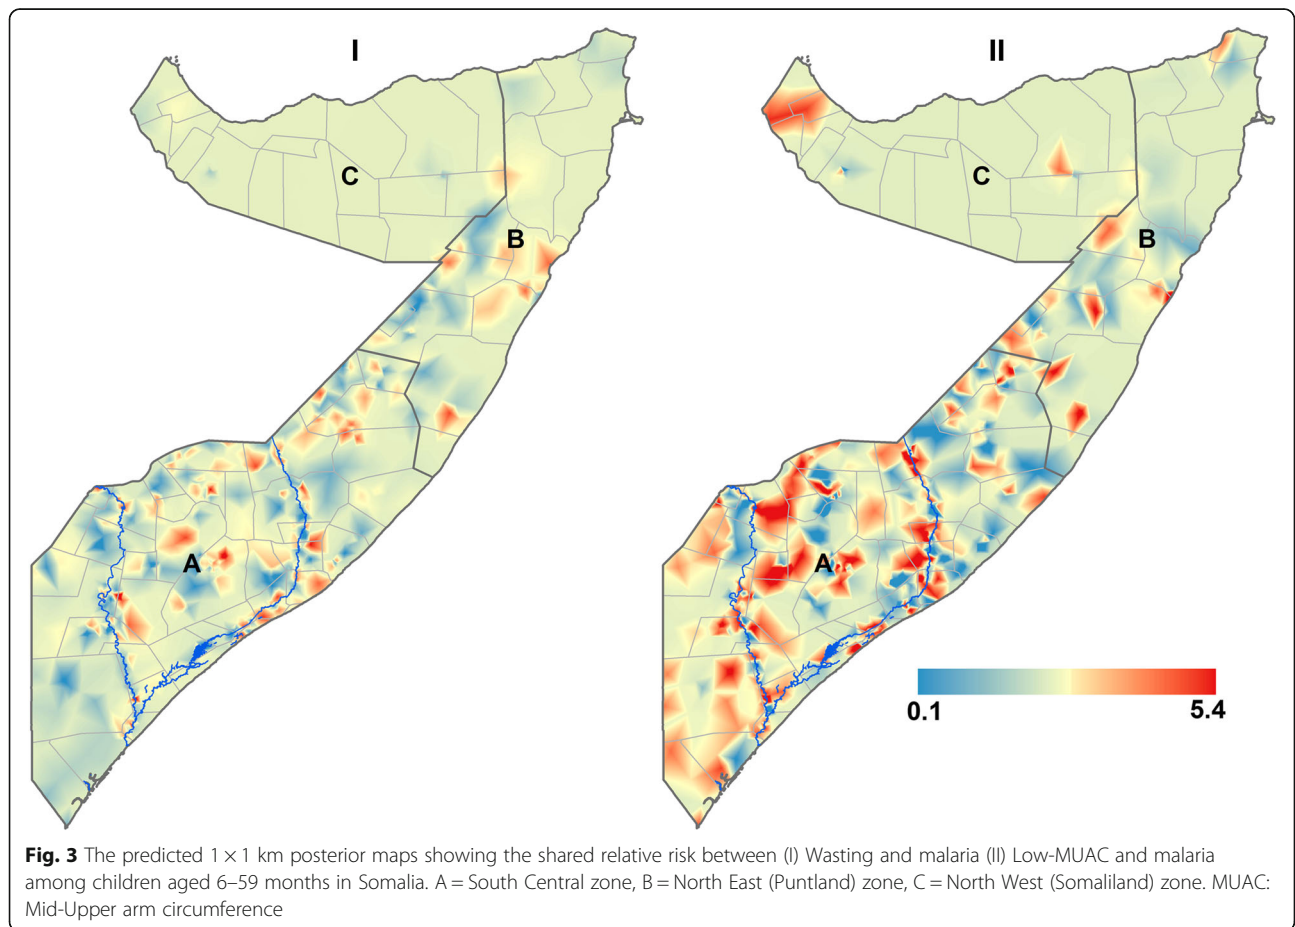 I
II
C
C
B
B
A
A
0.1
5.4
Fig. 3 The predicted 1 × 1 km posterior maps showing the shared relative risk between (I) Wasting and malaria (II) Low-MUAC and malaria
among children aged 6–59 months in Somalia. A = South Central zone, B = North East (Puntland) zone, C = North West (Somaliland) zone. MUAC:
Mid-Upper arm circumference